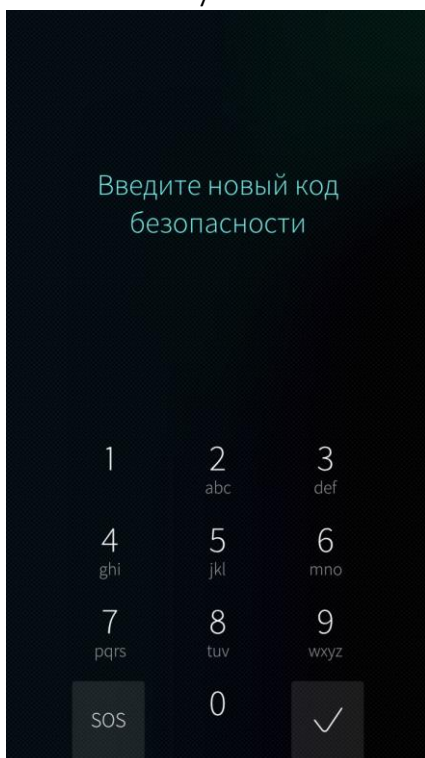 Введите новый код
безопасности
1 2 3
abc def
4 5 6
ghi jkl mno
7 8 9
pqrs tuv wxyz
SOS 0